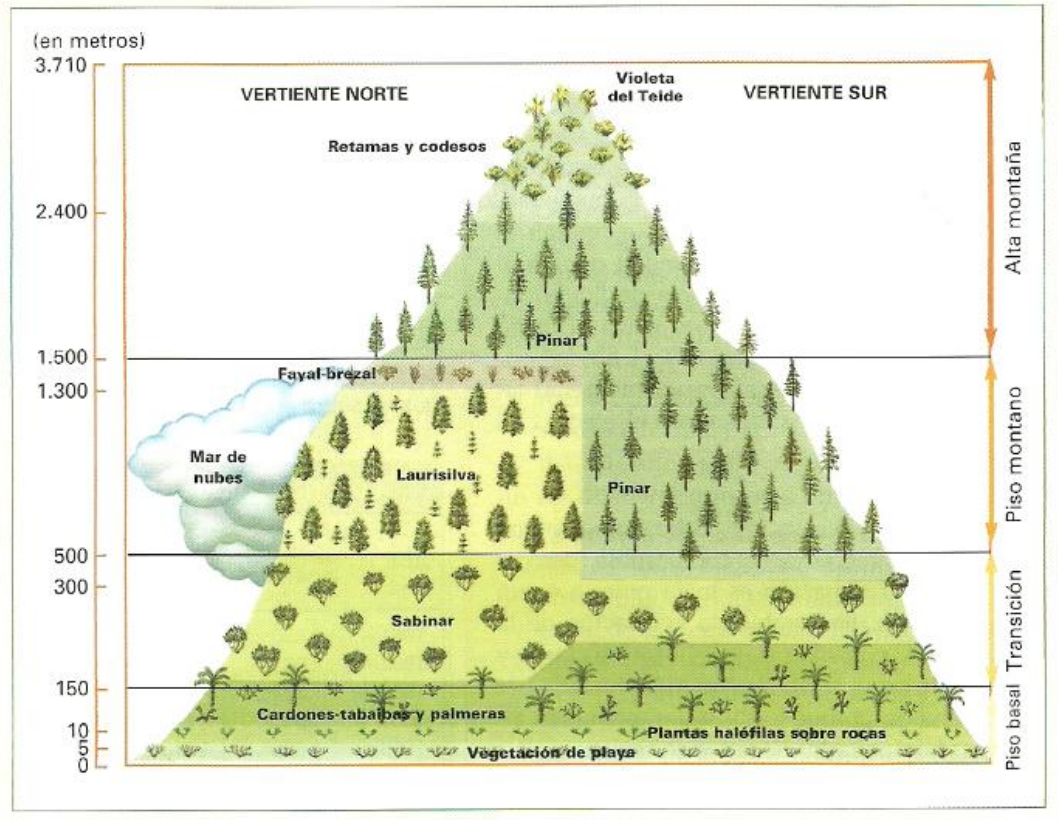 (en metros)
3.710
VERTIENTE NORTE
Violeta
del Teide
VERTIENTE SUR
Retamas y codesos
2.400
Alta montaña
Pinar
1.500
Fayal-brezal
1.300
Mar de
nubes
Laurisilva
Pinar
Piso montano
500
300
Sabinar
Transición
150
Cardones-tabaibas y palmeras
Plantas halófilas sobre rocas
10
5
Vegetación de playa
0
Piso basal